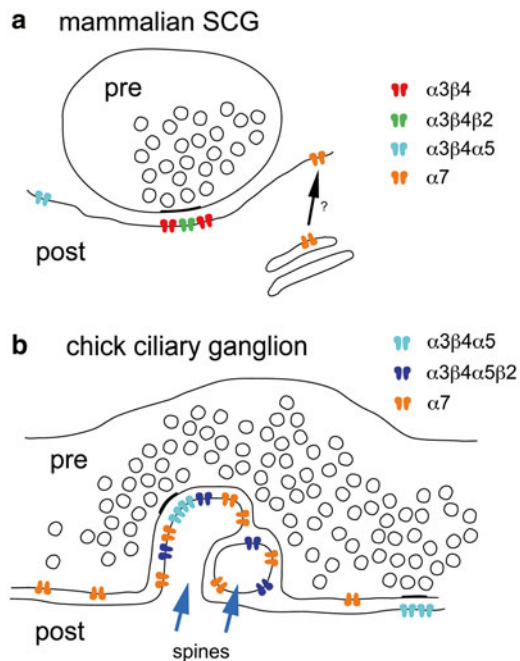 a mammalian SCG
pre
post
?
α3β4
α3β4β2
α3β4α5
α7
b chick ciliary ganglion
pre
post
spines
α3β4α5
α3β4α5β2
α7